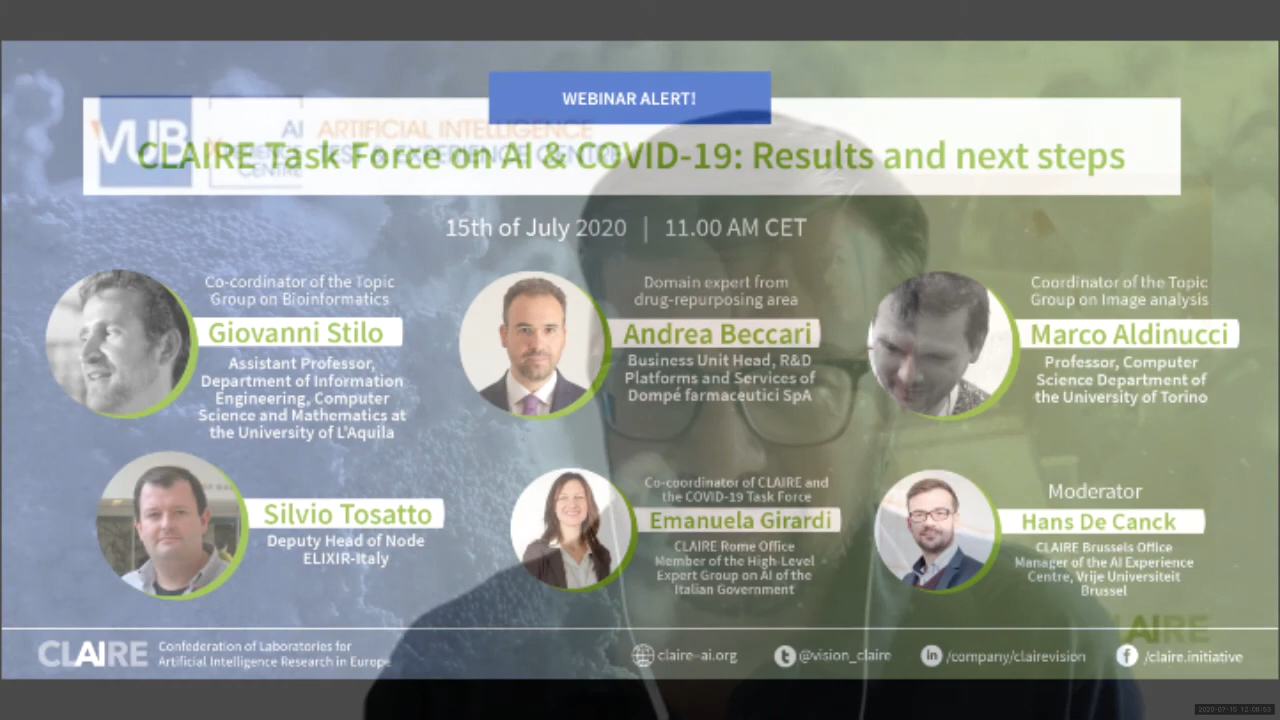 WEBINAR ALERT!
VUB
AI ARTIFICIAL INTELLIGENCE
CENTRE
CLAIRE Task Force on AI & COVID-19: Results and next steps
15th of July 2020 | 11.00 AM CET
Co-cordinator of the Topic
Group on Bioinformatics
Giovanni Stilo
Assistant Professor,
Department of Information
Engineering, Computer
Science and Mathematics at
the University of L'Aquila
Domain expert from
drug-repurposing area
Andrea Beccari
Business Unit Head, R&D
Platforms and Services of
Dompé farmaceutici SpA
Coordinator of the Topic
Group on Image analysis
Marco Aldinucci
Professor, Computer
Science Department of
the University of Torino
Silvio Tosatto
Deputy Head of Node
ELIXIR-Italy
Co-coordinator of CLAIRE and
the COVID-19 Task Force
Emanuela Girardi
CLAIRE Rome Office
Member of the High-Level
Expert Group on AI of the
Italian Government
Moderator
Hans De Canck
CLAIRE Brussels Office
Manager of the AI Experience
Centre, Vrije Universiteit
Brussel
CLAIRE
CLAIRE
Confederation of Laboratories for
Artificial Intelligence Research in Europe
claire-ai.org
@vision_claire
/company/clairevision
/claire.initiative